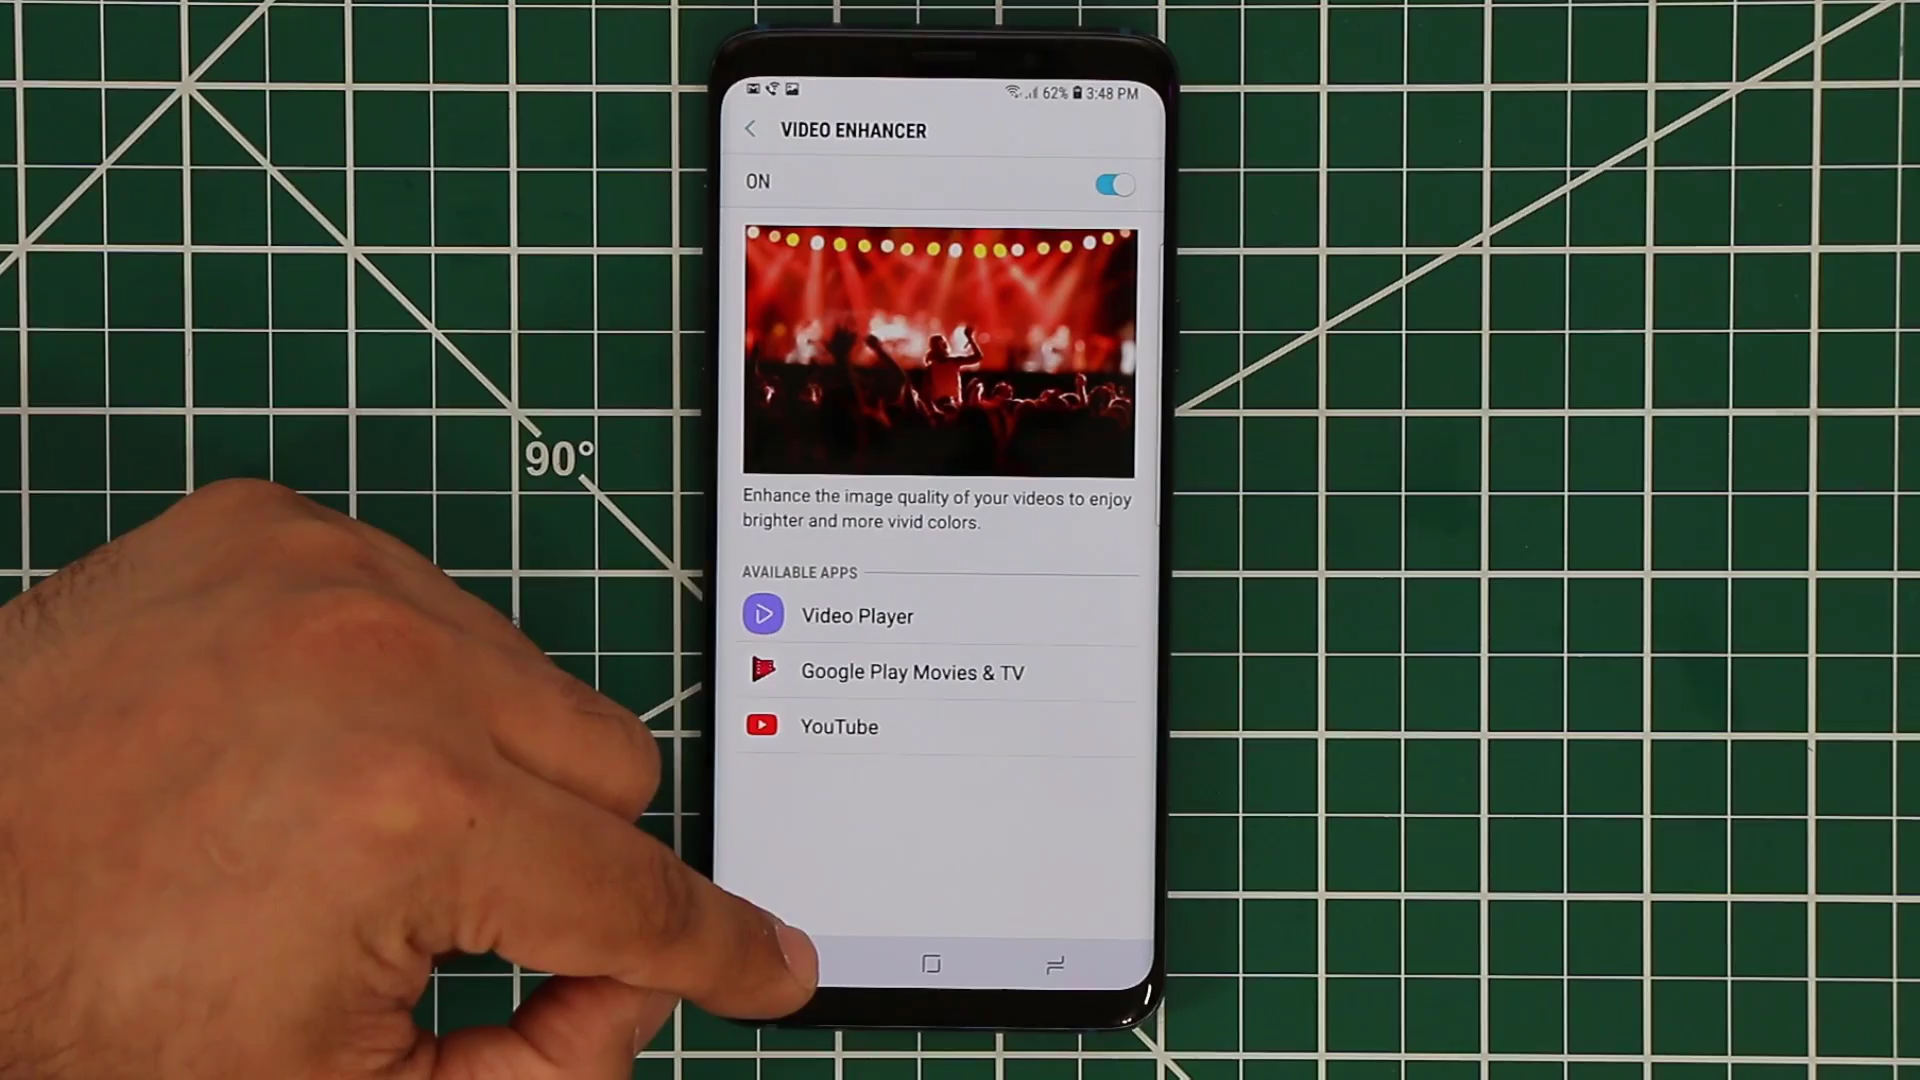 62% 3:48 PM
VIDEO ENHANCER
ON
90°
Enhance the image quality of your videos to enjoy
brighter and more vivid colors.
AVAILABLE APPS
Video Player
Google Play Movies & TV
YouTube